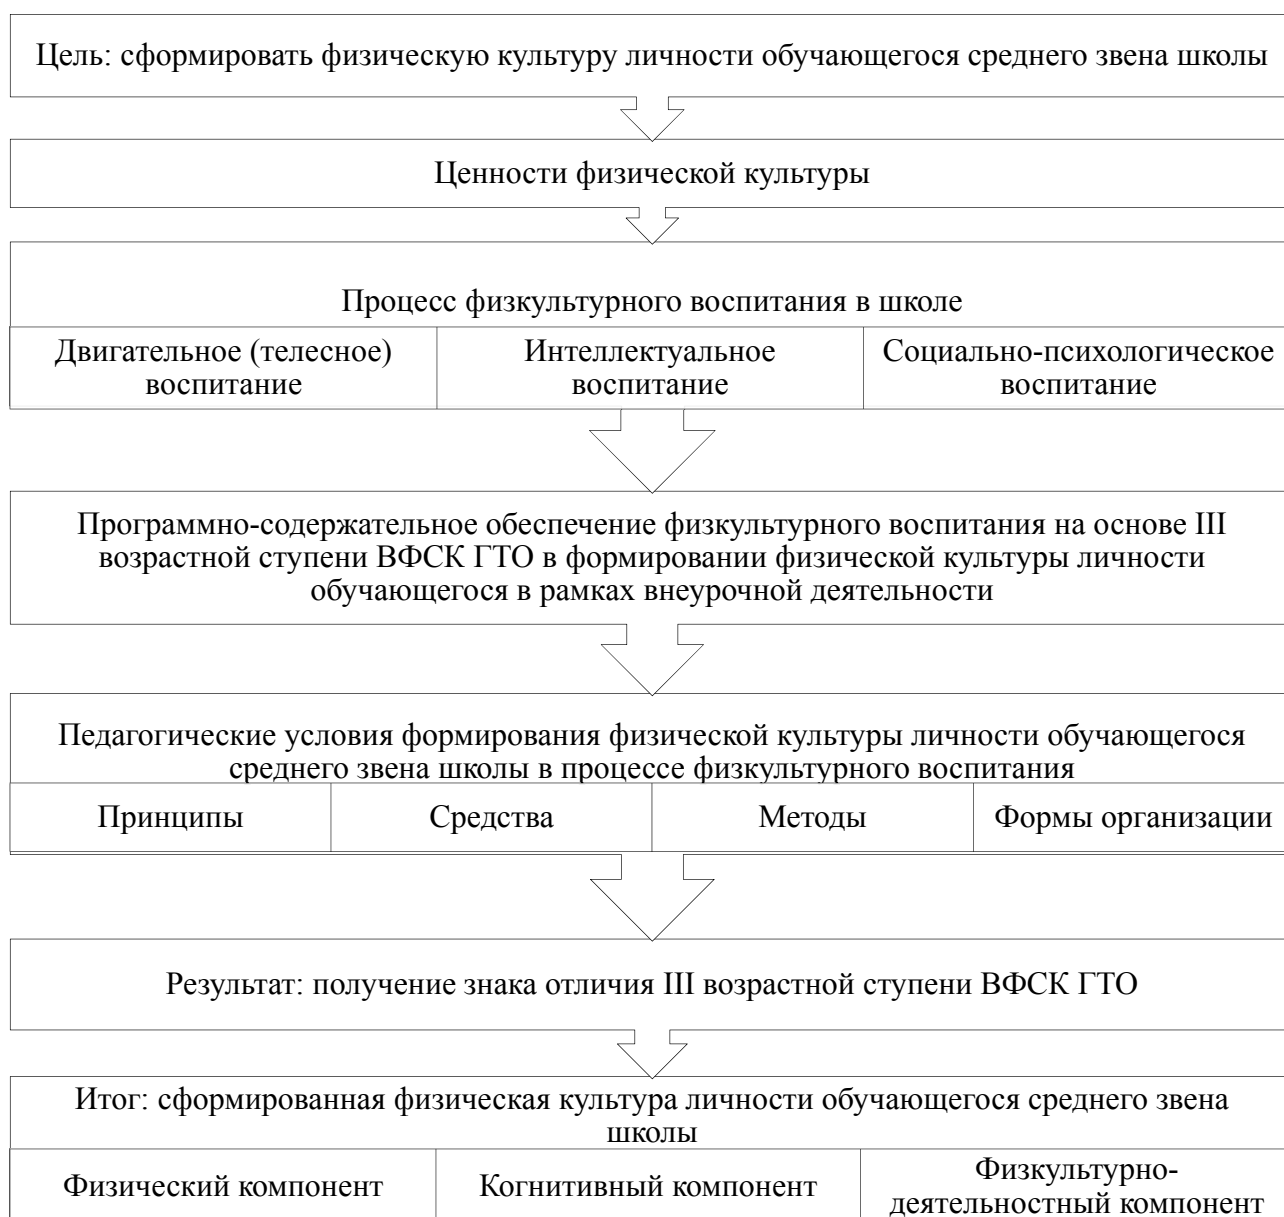 Цель: сформировать физическую культуру личности обучающегося среднего звена школы
Ценности физической культуры
Процесс физкультурного воспитания в школе
Двигательное (телесное)
воспитание
Интеллектуальное
воспитание
Социально-психологическое
воспитание
Программно-содержательное обеспечение физкультурного воспитания на основе III
возрастной ступени ВФСК ГТО в формировании физической культуры личности
обучающегося в рамках внеурочной деятельности
Педагогические условия формирования физической культуры личности обучающегося
среднего звена школы в процессе физкультурного воспитания
Принципы
Средства
Методы
Формы организации
Результат: получение знака отличия III возрастной ступени ВФСК ГТО
Итог: сформированная физическая культура личности обучающегося среднего звена
школы
Физический компонент
Когнитивный компонент
Физкультурно-
деятельностный компонент